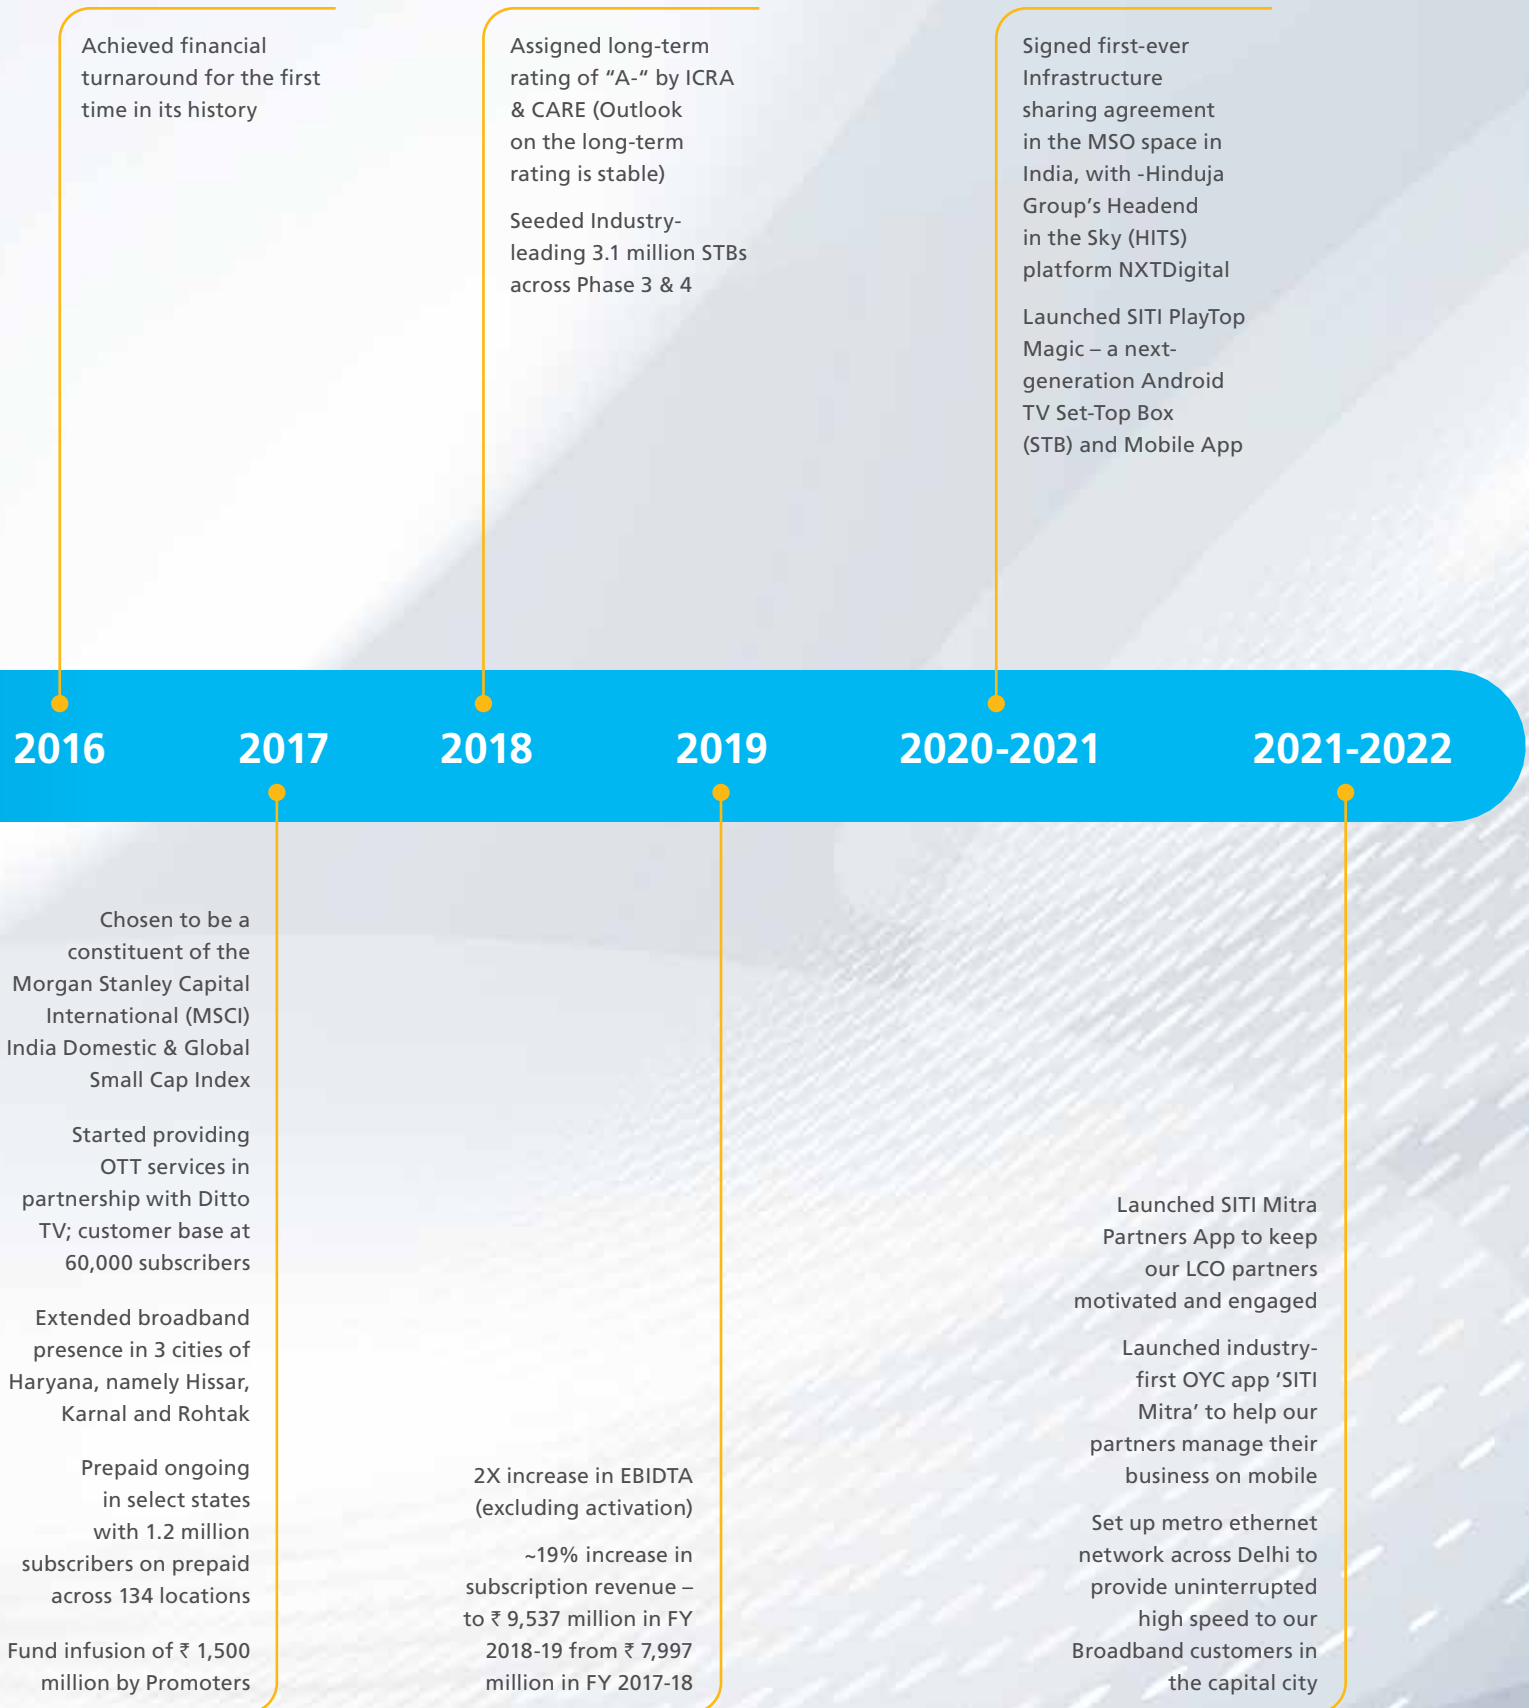 Achieved financial
turnaround for the first
time in its history
Assigned long-term
rating of “A-“ by ICRA
& CARE (Outlook
on the long-term
rating is stable)
Seeded Industry-
leading 3.1 million STBs
across Phase 3 & 4
Signed first-ever
Infrastructure
sharing agreement
in the MSO space in
India, with -Hinduja
Group’s Headend
in the Sky (HITS)
platform NXTDigital
Launched SITI PlayTop
Magic – a next-
generation Android
TV Set-Top Box
(STB) and Mobile App
2016
2017
2018
2019
2020-2021
2021-2022
Chosen to be a
constituent of the
Morgan Stanley Capital
International (MSCI)
India Domestic & Global
Small Cap Index
Started providing
OTT services in
partnership with Ditto
TV; customer base at
60,000 subscribers
Extended broadband
presence in 3 cities of
Haryana, namely Hissar,
Karnal and Rohtak
Prepaid ongoing
in select states
with 1.2 million
subscribers on prepaid
across 134 locations
Fund infusion of ₹ 1,500
million by Promoters
2X increase in EBIDTA
(excluding activation)
~19% increase in
subscription revenue –
to ₹ 9,537 million in FY
2018-19 from ₹ 7,997
million in FY 2017-18
Launched SITI Mitra
Partners App to keep
our LCO partners
motivated and engaged
Launched industry-
first OYC app ‘SITI
Mitra’ to help our
partners manage their
business on mobile
Set up metro ethernet
network across Delhi to
provide uninterrupted
high speed to our
Broadband customers in
the capital city